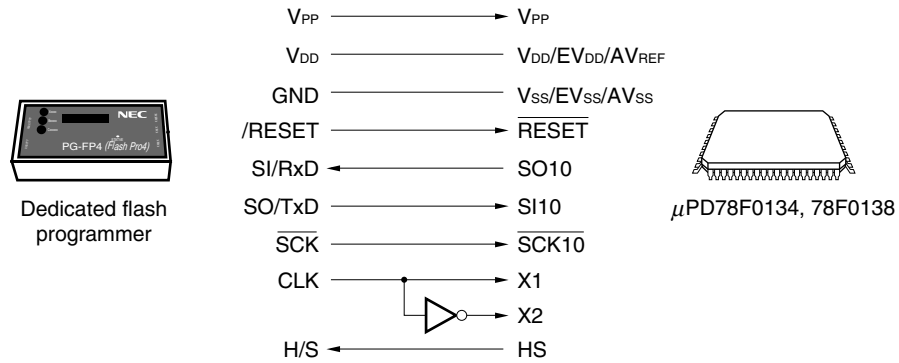 VPP VPP
VDD VDD/EVDD/AVREF
GND VSS/EVSS/AVSS
/RESET RESET
SI/RxD SO10
SO/TxD SI10
SCK SCK10
CLK X1
X2
H/S HS
NEC
PG-FP4 (Flash Pro4)
Dedicated flash
programmer
μPD78F0134, 78F0138